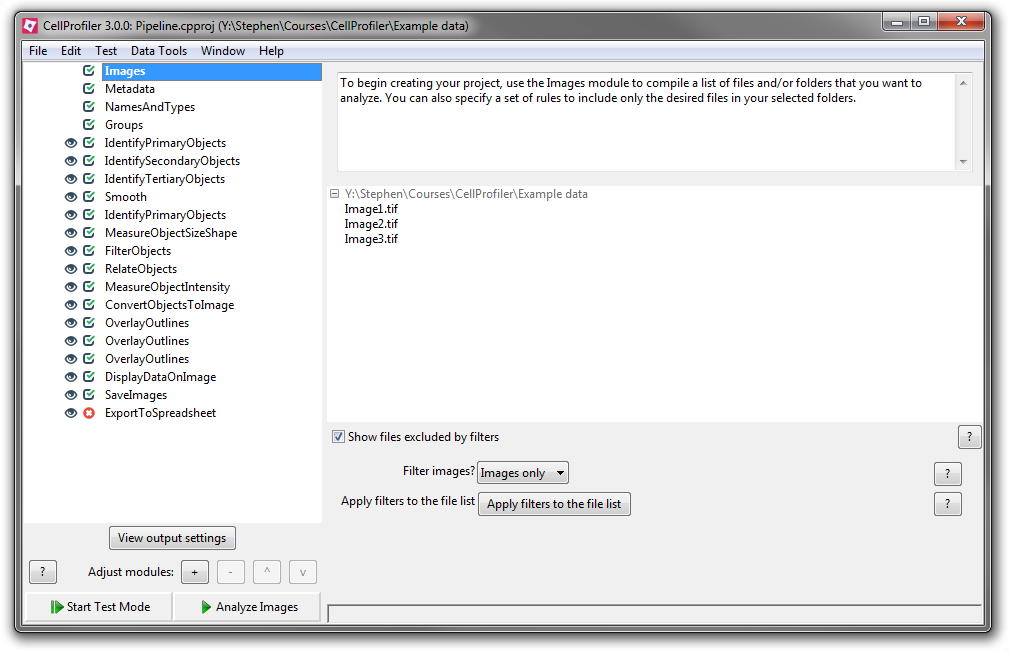 CellProfiler 3.0.0: Pipeline.cpproj (Y:\Stephen\Courses\CellProfiler\Example data)
File Edit Test Data Tools Window Help
Images
Metadata
NamesAndTypes
Groups
IdentifyPrimaryObjects
IdentifySecondaryObjects
IdentifyTertiaryObjects
Smooth
IdentifyPrimaryObjects
MeasureObjectSizeShape
FilterObjects
RelateObjects
MeasureObjectIntensity
ConvertObjectsToImage
OverlayOutlines
OverlayOutlines
OverlayOutlines
DisplayDataOnImage
SaveImages
ExportToSpreadsheet
View output settings
? Adjust modules: + - ^ v
Start Test Mode Analyze Images
To begin creating your project, use the Images module to compile a list of files and/or folders that you want to
analyze. You can also specify a set of rules to include only the desired files in your selected folders.
Y:\Stephen\Courses\CellProfiler\Example data
Image1.tif
Image2.tif
Image3.tif
Show files excluded by filters ?
Filter images? Images only ?
Apply filters to the file list Apply filters to the file list ?